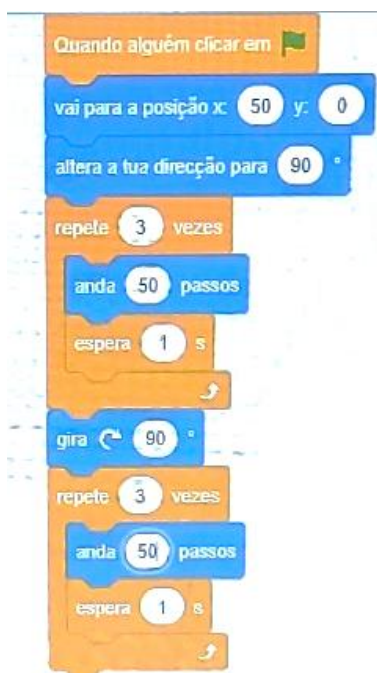 Quando alguém clicar em
vai para a posição x: 50 y: 0
altera a tua direcção para 90 °
repete 3 vezes
anda 50 passos
espera 1 s
gira 90 °
repete 3 vezes
anda 50 passos
espera 1 s